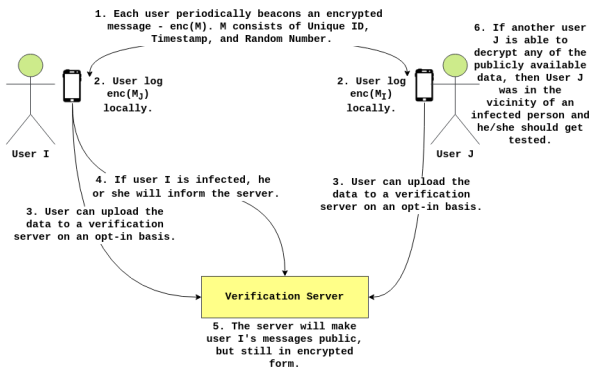 1. Each user periodically beacons an encrypted
message - enc(M). M consists of Unique ID,
Timestamp, and Random Number.
6. If another user
J is able to
decrypt any of the
publicly available
data, then User J
was in the
vicinity of an
infected person and
he/she should get
tested.
2. User log
enc(MJ)
locally.
2. User log
enc(MI)
locally.
User I
User J
4. If user I is infected, he
or she will inform the server.
3. User can upload the
data to a verification
server on an opt-in basis.
3. User can upload the
data to a verification
server on an opt-in basis.
Verification Server
5. The server will make
user I's messages public,
but still in encrypted
form.